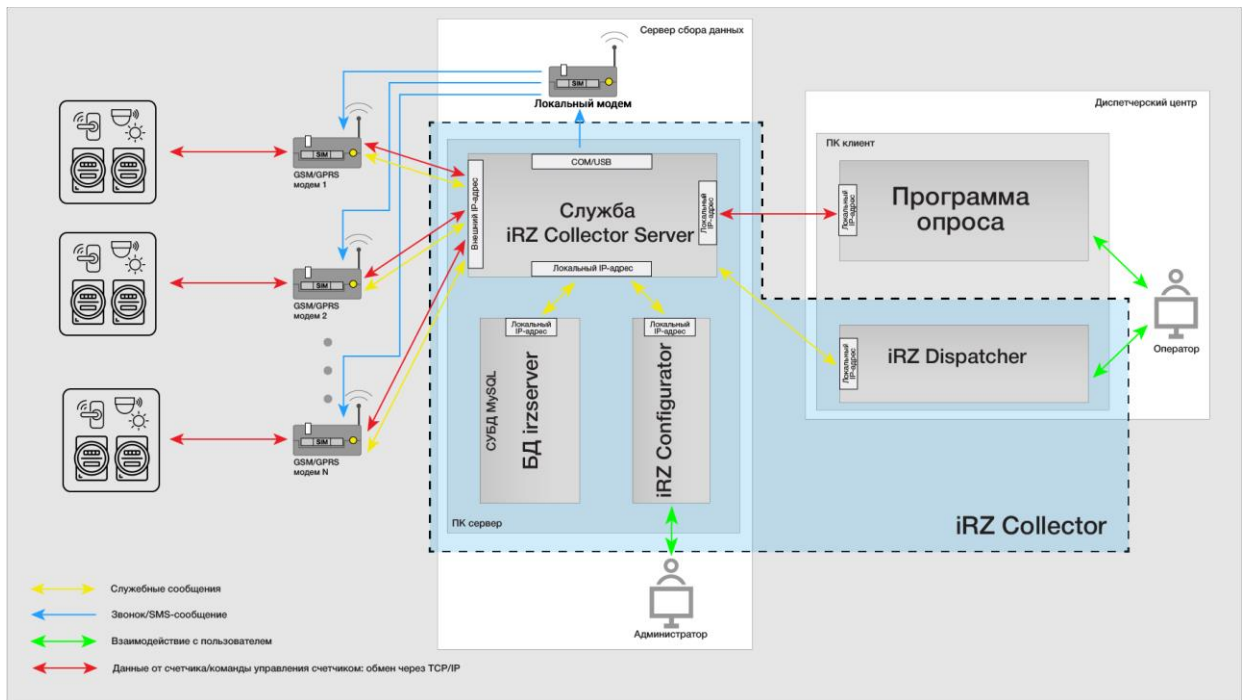 Сервер сбора данных
SIM
Локальный модем
Диспетчерский центр
ПК клиент
SIM
GSM/GPRS
модем 1
COM/USB
Внешний IP-адрес
Служба
iRZ Collector Server
Локальный
IP-адрес
Локальный IP-адрес
Локальный
IP-адрес
Программа
опроса
SIM
GSM/GPRS
модем 2
Локальный
IP-адрес
СУБД MySQL
БД irzserver
Локальный
IP-адрес
iRZ Configurator
Локальный
IP-адрес
iRZ Dispatcher
Оператор
SIM
GSM/GPRS
модем N
ПК сервер
iRZ Collector
Администратор
Служебные сообщения
Звонок/SMS-сообщение
Взаимодействие с пользователем
Данные от счетчика/команды управления счетчиком: обмен через TCP/IP